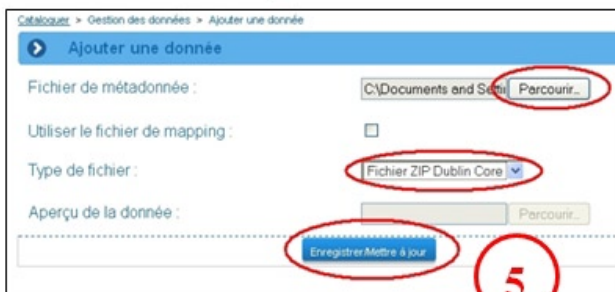 Cataloguer > Gestion des données > Ajouter une donnée
Ajouter une donnée
Fichier de métadonnée : C:\Documents and Setti Parcourir...
Utiliser le fichier de mapping :
Type de fichier : Fichier ZIP Dublin Core
Aperçu de la donnée : Parcourir...
Enregistrer/Mettre à jour
5